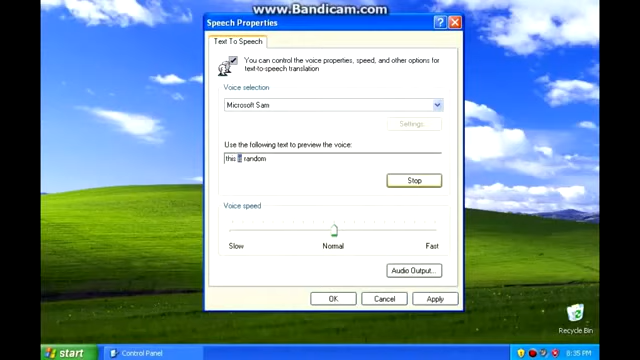 www.Bandicam.com
Speech Properties
Text To Speech
You can control the voice properties, speed, and other options for
text-to-speech translation
Voice selection
Microsoft Sam
Settings...
Use the following text to preview the voice:
this is random
Stop
Voice speed
Slow Normal Fast
Audio Output...
OK Cancel Apply
Recycle Bin
start Control Panel 8:35 PM